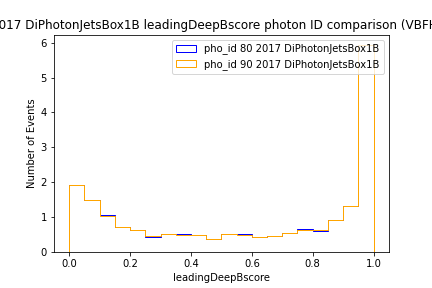 017 DiPhotonJetsBox1B leadingDeepBscore photon ID comparison (VBFH
pho_id 80 2017 DiPhotonJetsBox1B
pho_id 90 2017 DiPhotonJetsBox1B
Number of Events
6
5
4
3
2
1
0
0.0 0.2 0.4 0.6 0.8 1.0
leadingDeepBscore